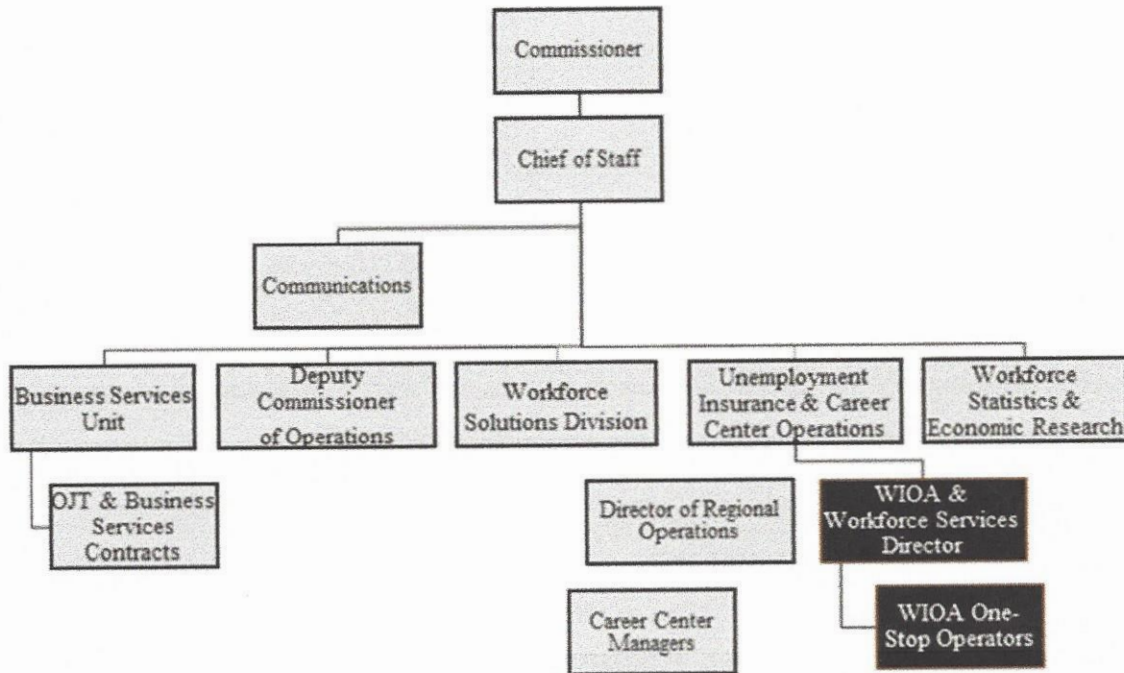 Commissioner
Chief of Staff
Communications
Business Services
Unit
Deputy
Commissioner
of Operations
Workforce
Solutions Division
Unemployment
Insurance & Career
Center Operations
Workforce
Statistics &
Economic Research
OJT & Business
Services
Contracts
Director of Regional
Operations
WIOA &
Workforce Services
Director
Career Center
Managers
WIOA One-
Stop Operators